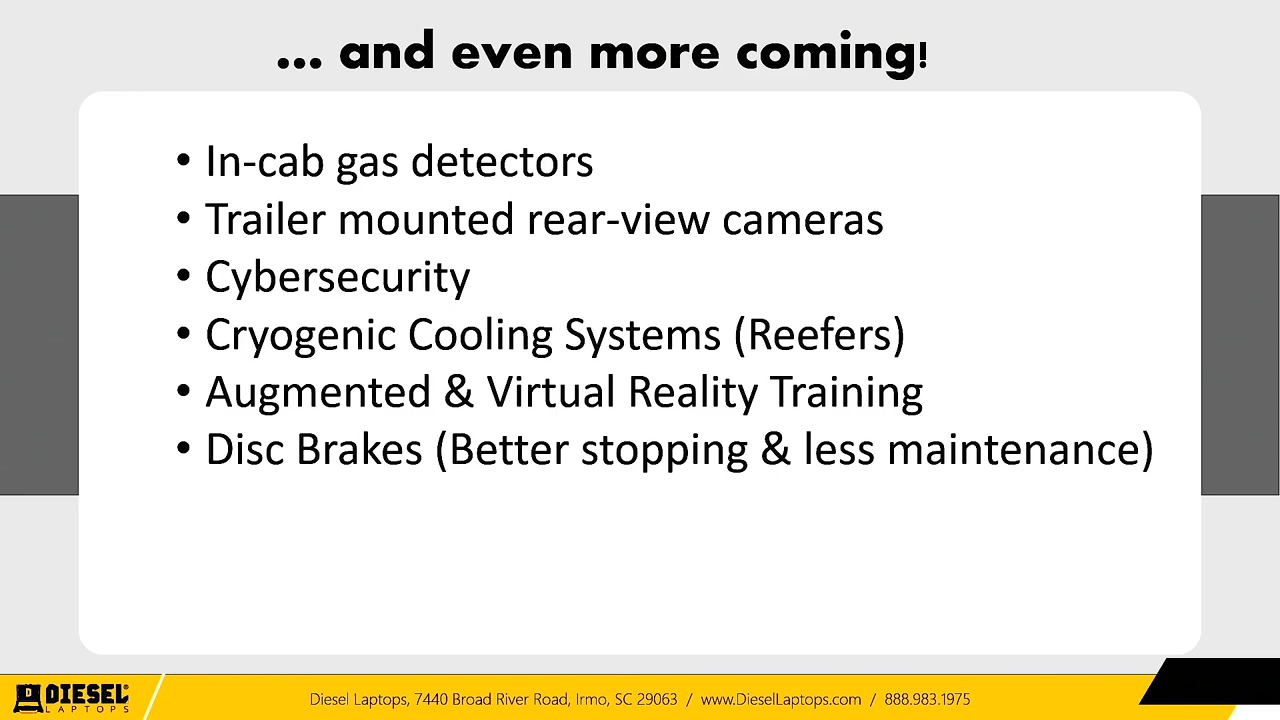 ... and even more coming!
• In-cab gas detectors
• Trailer mounted rear-view cameras
• Cybersecurity
• Cryogenic Cooling Systems (Reefers)
• Augmented & Virtual Reality Training
• Disc Brakes (Better stopping & less maintenance)
DIESEL
LAPTOPS
Diesel Laptops, 7440 Broad River Road, Irmo, SC 29063 / www.DieselLaptops.com / 888.983.1975